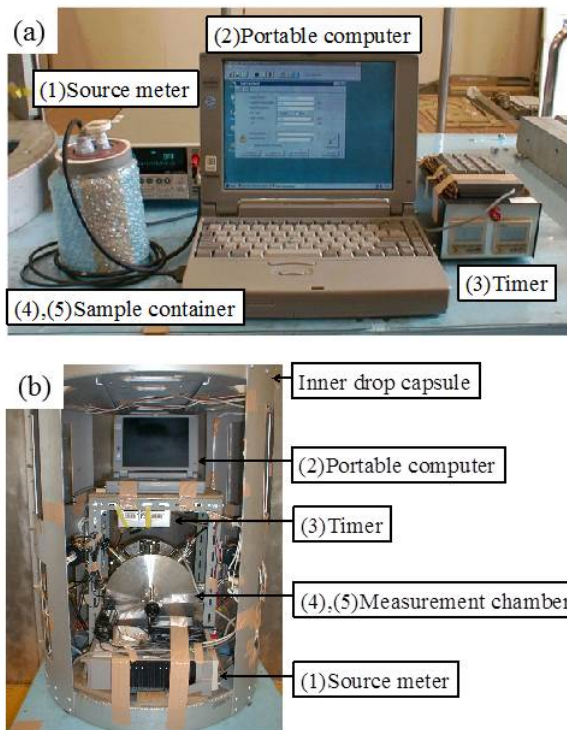 (a)
(2)Portable computer
(1)Source meter
(3)Timer
(4),(5)Sample container
(b)
Inner drop capsule
(2)Portable computer
(3)Timer
(4),(5)Measurement chamber
(1)Source meter